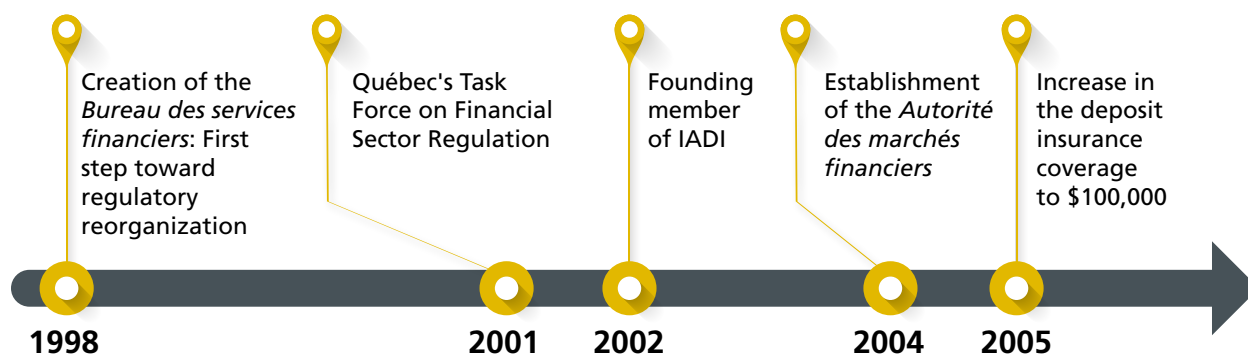 Creation of the
Bureau des services
financiers: First
step toward
regulatory
reorganization
Québec's Task
Force on Financial
Sector Regulation
Founding
member
of IADI
Establishment
of the Autorité
des marchés
financiers
Increase in
the deposit
insurance
coverage
to $100,000
1998
2001
2002
2004
2005